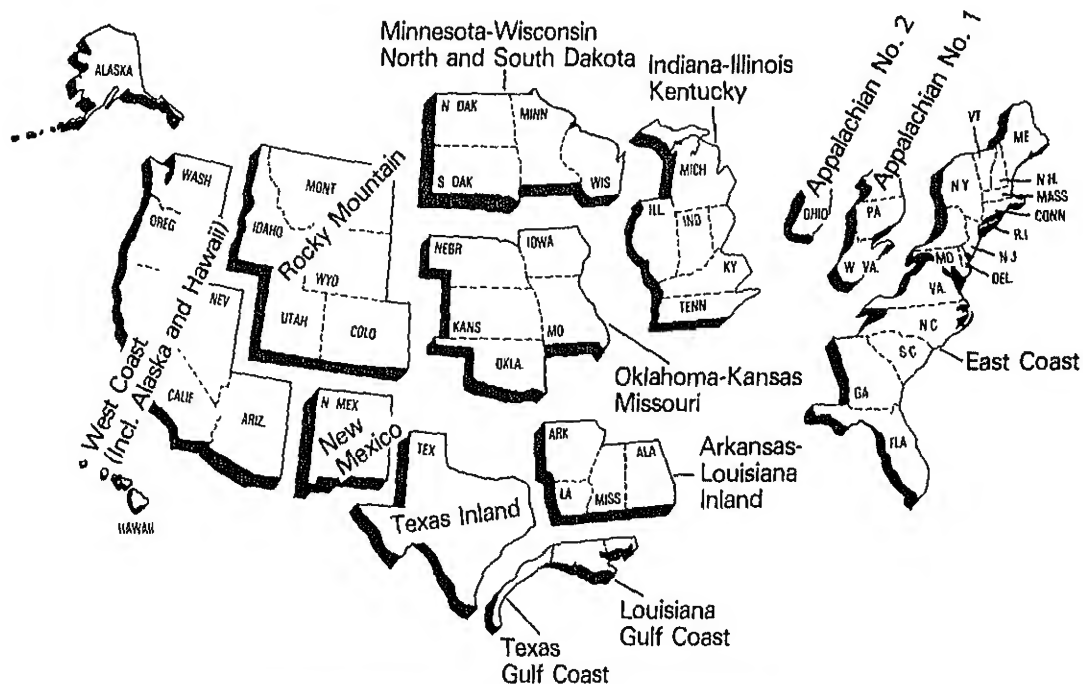 Minnesota-Wisconsin
North and South Dakota
Indiana-Illinois
Kentucky
Appalachian No. 2
Appalachian No. 1
ALASKA
WASH
OREG
NEV
CALIF
ARIZ.
West Coast
(Incl. Alaska and Hawaii)
HAWAII
MONT
IDAHO
WYO
UTAH
COLO
Rocky Mountain
N DAK
MINN
S DAK
WIS
NEBR
IOWA
KANS
MO
OKLA.
Oklahoma-Kansas
Missouri
MICH
ILL.
IND
KY
TENN
OHIO
PA
W VA.
VT
ME
NY
N.H.
MASS
CONN
R.I
N J.
MD
DEL.
VA.
NC
S C
GA
FLA
East Coast
N MEX
New
Mexico
TEX
Texas Inland
ARK
ALA
LA
MISS
Arkansas-
Louisiana
Inland
Louisiana
Gulf Coast
Texas
Gulf Coast